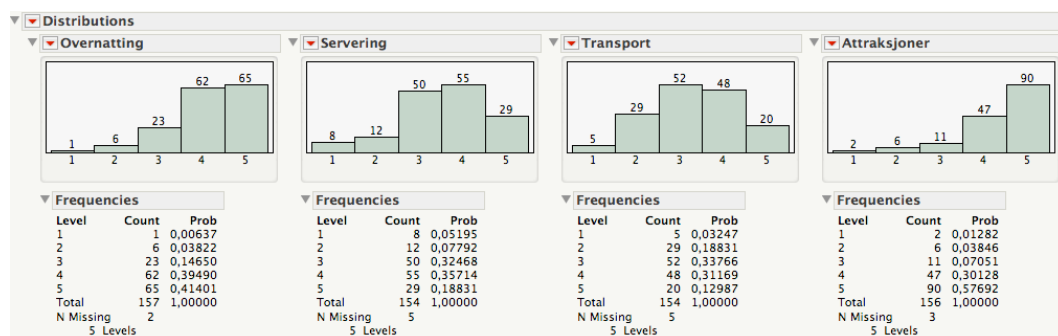 Distributions
Overnatting
1 6 23 62 65
1 2 3 4 5
Frequencies
Level Count Prob
1 1 0,00637
2 6 0,03822
3 23 0,14650
4 62 0,39490
5 65 0,41401
Total 157 1,00000
N Missing 2
5 Levels
Servering
8 12 50 55 29
1 2 3 4 5
Frequencies
Level Count Prob
1 8 0,05195
2 12 0,07792
3 50 0,32468
4 55 0,35714
5 29 0,18831
Total 154 1,00000
N Missing 5
5 Levels
Transport
5 29 52 48 20
1 2 3 4 5
Frequencies
Level Count Prob
1 5 0,03247
2 29 0,18831
3 52 0,33766
4 48 0,31169
5 20 0,12987
Total 154 1,00000
N Missing 5
5 Levels
Attraksjoner
2 6 11 47 90
1 2 3 4 5
Frequencies
Level Count Prob
1 2 0,01282
2 6 0,03846
3 11 0,07051
4 47 0,30128
5 90 0,57692
Total 156 1,00000
N Missing 3
5 Levels